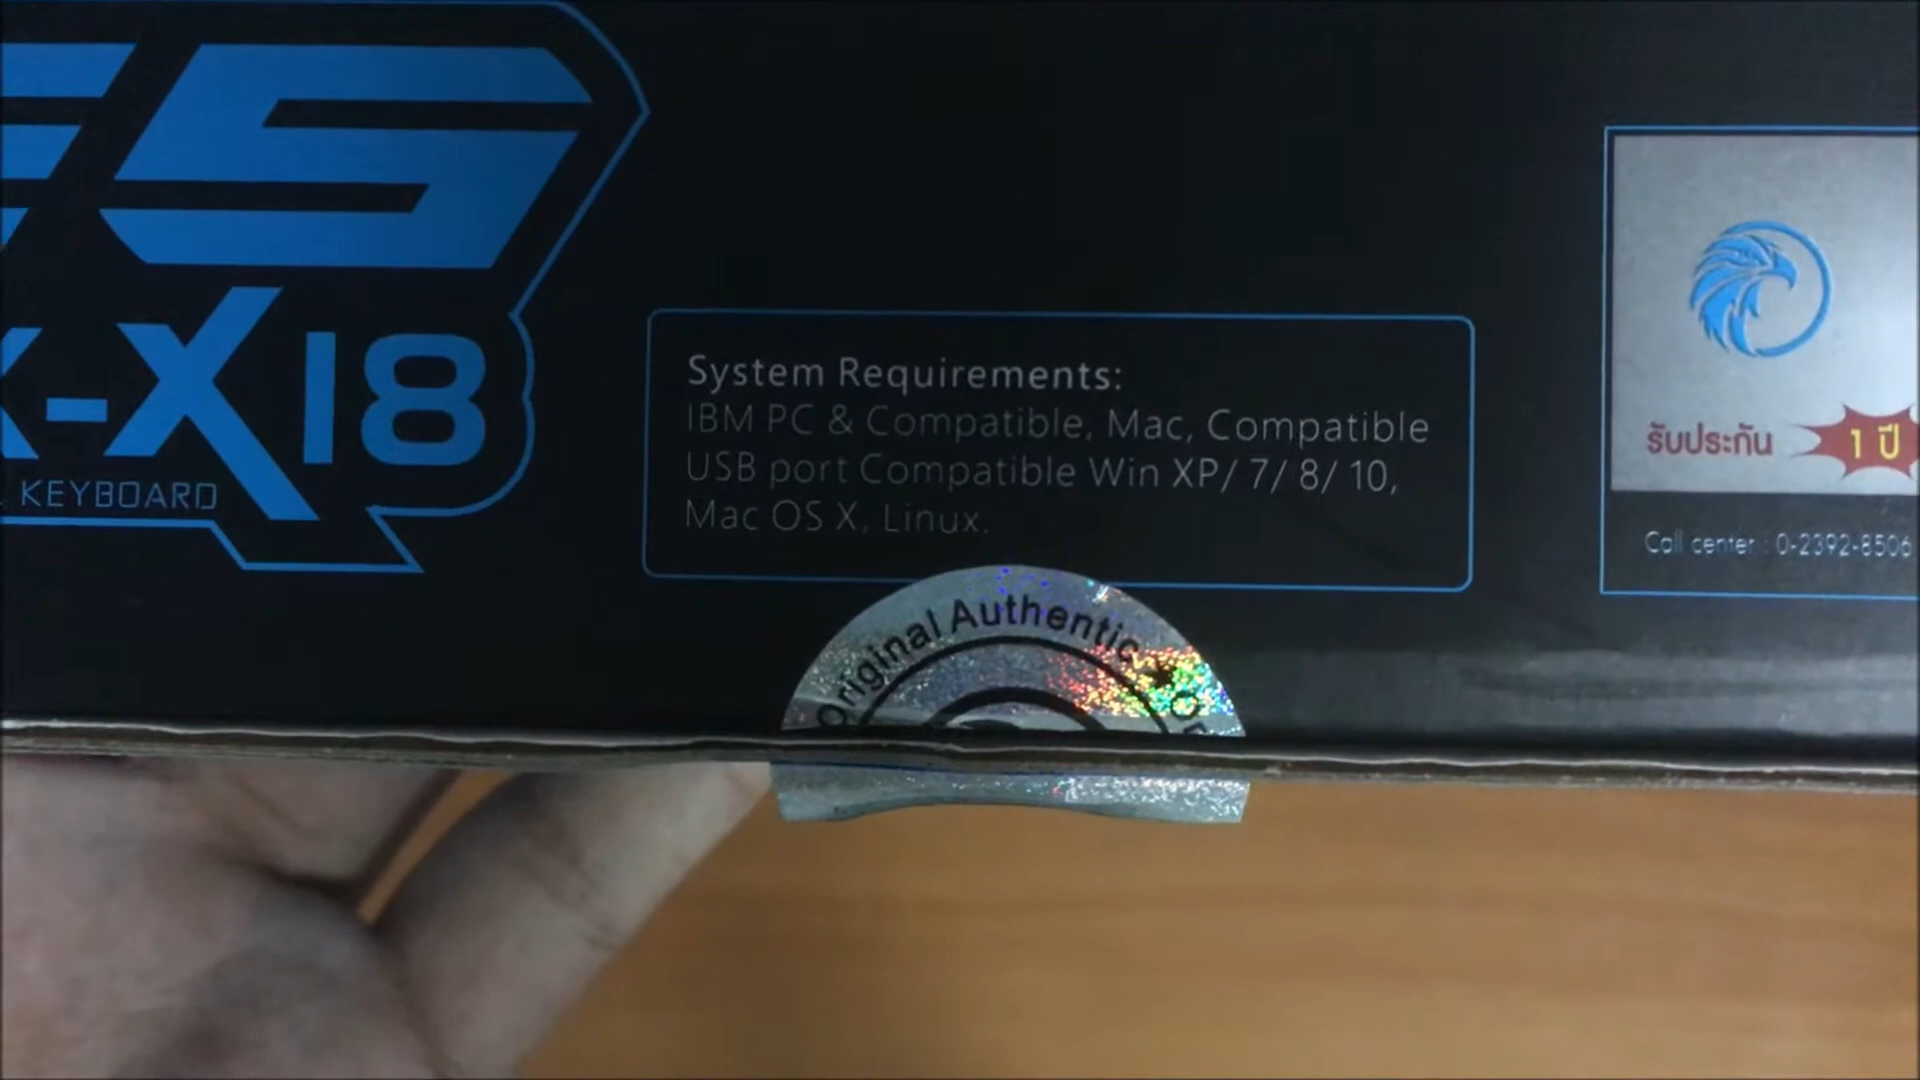 -X18
KEYBOARD
System Requirements:
IBM PC & Compatible, Mac, Compatible
USB port Compatible Win XP/ 7/ 8/ 10,
Mac OS X, Linux.
Original Authentic
รับประกัน 1 ปี
Call center : 0-2392-8506